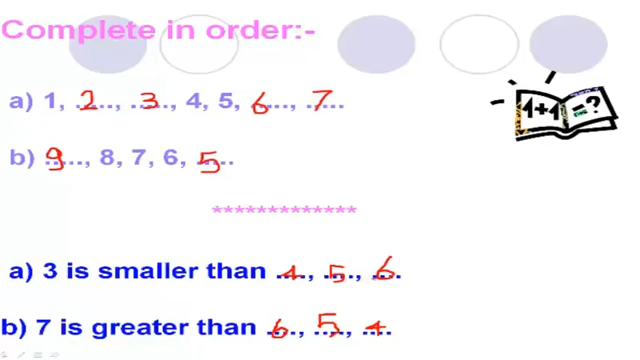 Complete in order:-
a) 1, 2, 3, 4, 5, 6, 7
1+1=?
b) 9, 8, 7, 6, 5
*************
a) 3 is smaller than 4, 5, 6
b) 7 is greater than 6, 5, 4